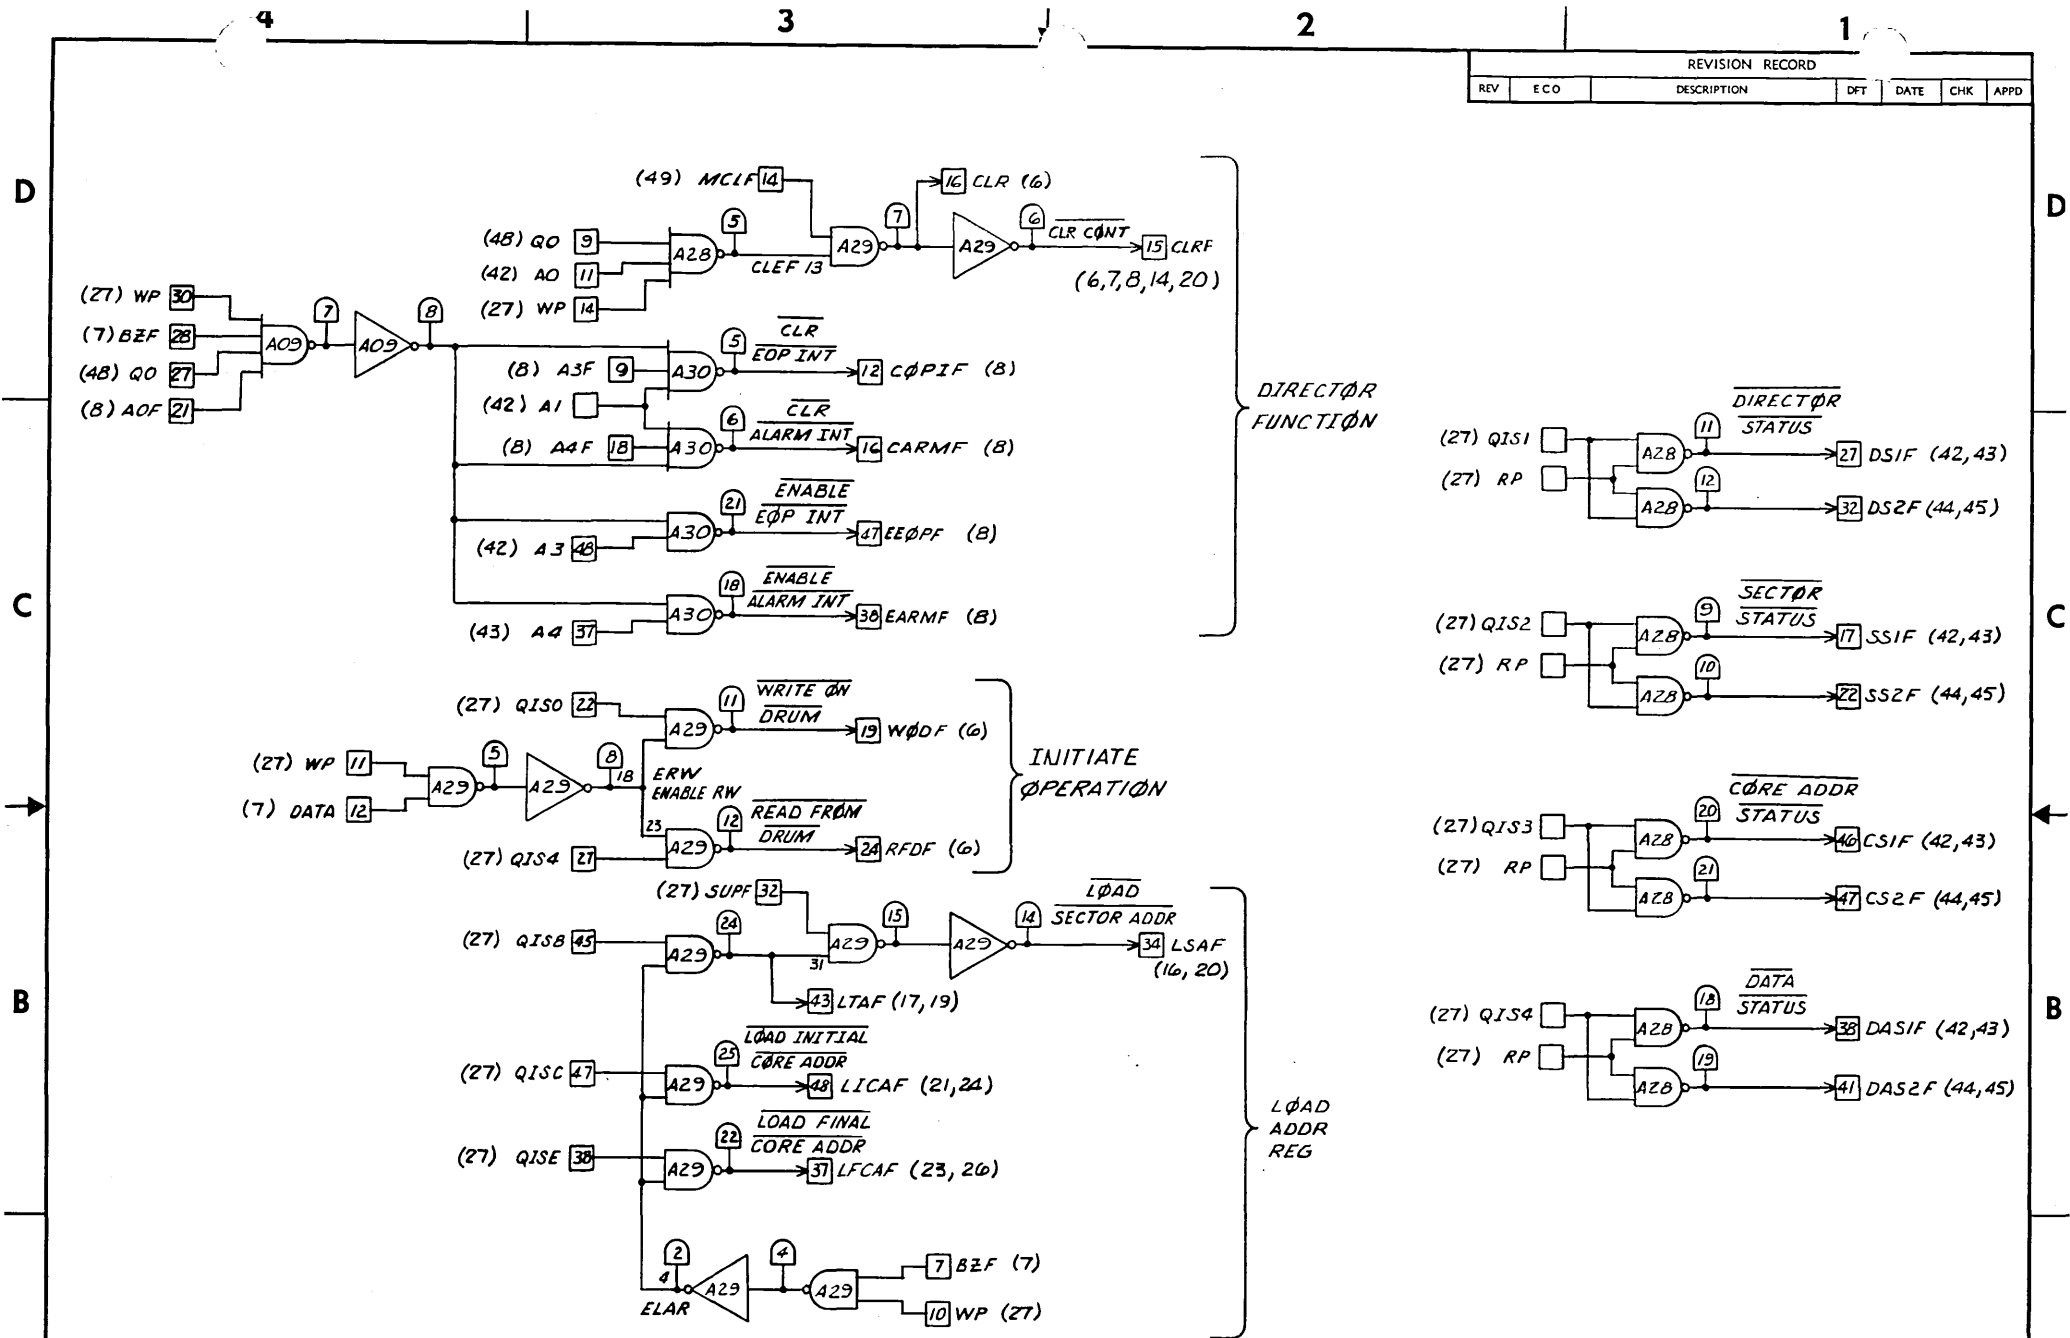 4 3 2 1
REVISION RECORD
REV ECO DESCRIPTION DFT DATE CHK APPD
D D
(49) MCLF 14
16 CLR (6)
5 7 6
(48) QO 9
A28 A29 A29
CLR CØNT
15 CLRF
(42) AO 11
CLEF 13
(6,7,8,14,20)
(27) WP 14
(27) WP 30
7 8
(7) BZF 28
A09 A09
(48) QO 27
(8) AOF 21
5 CLR
EOP INT
(8) A3F 9
A30
12 CØPIF (8)
(42) A1
6 CLR
ALARM INT
(8) A4F 18
A30
16 CARMF (8)
21 ENABLE
EØP INT
A30
47 EEØPF (8)
(42) A3 48
18 ENABLE
ALARM INT
A30
38 EARMF (8)
(43) A4 37
DIRECTØR
FUNCTIØN
C C
(27) QISO 22
11 WRITE ØN
DRUM
A29
19 WØDF (6)
(27) WP 11
5 8
A29 A29
18 ERW
ENABLE RW
(7) DATA 12
12 READ FRØM
DRUM
23
A29
24 RFDF (6)
(27) QIS4 27
INITIATE
ØPERATIØN
(27) SUPF 32
24 15 14
LØAD
SECTOR ADDR
(27) QISB 45
A29 A29 A29
31
34 LSAF
(16, 20)
43 LTAF (17,19)
B B
25 LØAD INITIAL
CØRE ADDR
(27) QISC 47
A29
48 LICAF (21,24)
22 LOAD FINAL
CORE ADDR
(27) QISE 38
A29
37 LFCAF (23, 26)
LØAD
ADDR
REG
2 4
4
A29 A29
7 BZF (7)
ELAR
10 WP (27)
11 DIRECTØR
STATUS
(27) QIS1
A28
27 DS1F (42,43)
(27) RP
12
A28
32 DS2F (44,45)
9 SECTØR
STATUS
(27) QIS2
A28
17 SS1F (42,43)
(27) RP
10
A28
22 SS2F (44,45)
20 CØRE ADDR
STATUS
(27) QIS3
A28
46 CS1F (42,43)
(27) RP
21
A28
47 CS2F (44,45)
18 DATA
STATUS
(27) QIS4
A28
38 DAS1F (42,43)
(27) RP
19
A28
41 DAS2F (44,45)